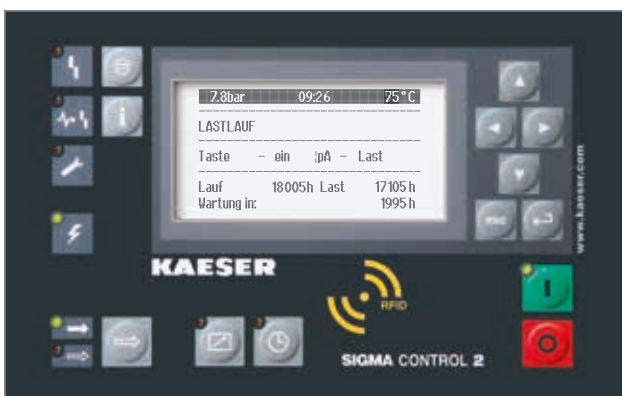 7.8bar 09:26 75°C
LASTLAUF
Taste – ein ¦pA – Last
Lauf 18005h Last 17105h
Wartung in: 1995h
esc
www.kaeser.com
KAESER
RFID
SIGMA CONTROL 2